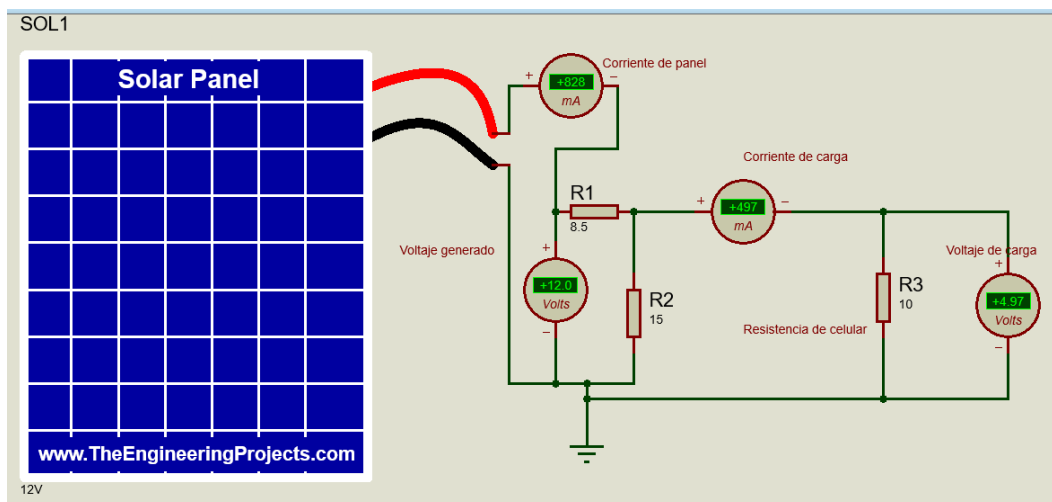 SOL1
Solar Panel
www.TheEngineeringProjects.com
12V
Corriente de panel
+
−
+828
mA
Corriente de carga
+
−
+497
mA
R1
8.5
Voltaje generado
+
+12.0
Volts
−
R2
15
R3
10
Resistencia de celular
Voltaje de carga
+
+4.97
Volts
−